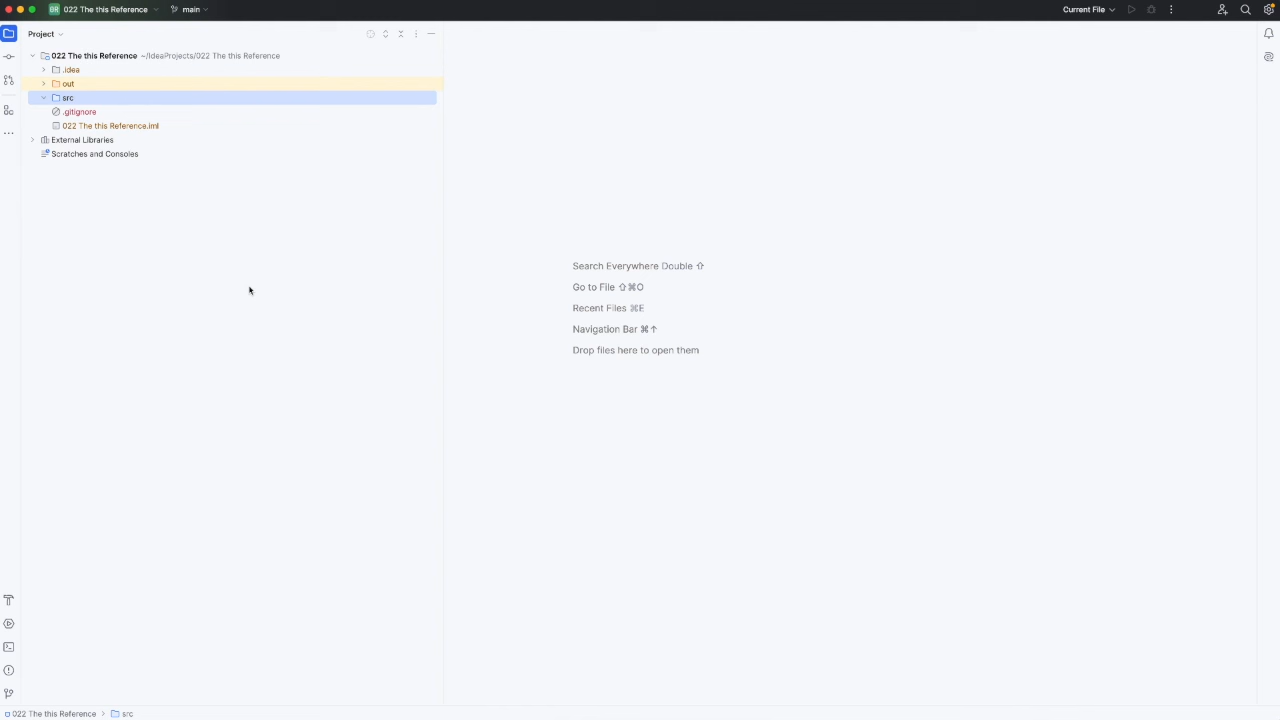 BR 022 The this Reference main Current File
Project
022 The this Reference ~/IdeaProjects/022 The this Reference
.idea
out
src
.gitignore
022 The this Reference.iml
External Libraries
Scratches and Consoles
Search Everywhere Double ⇧
Go to File ⇧⌘O
Recent Files ⌘E
Navigation Bar ⌘↑
Drop files here to open them
022 The this Reference > src